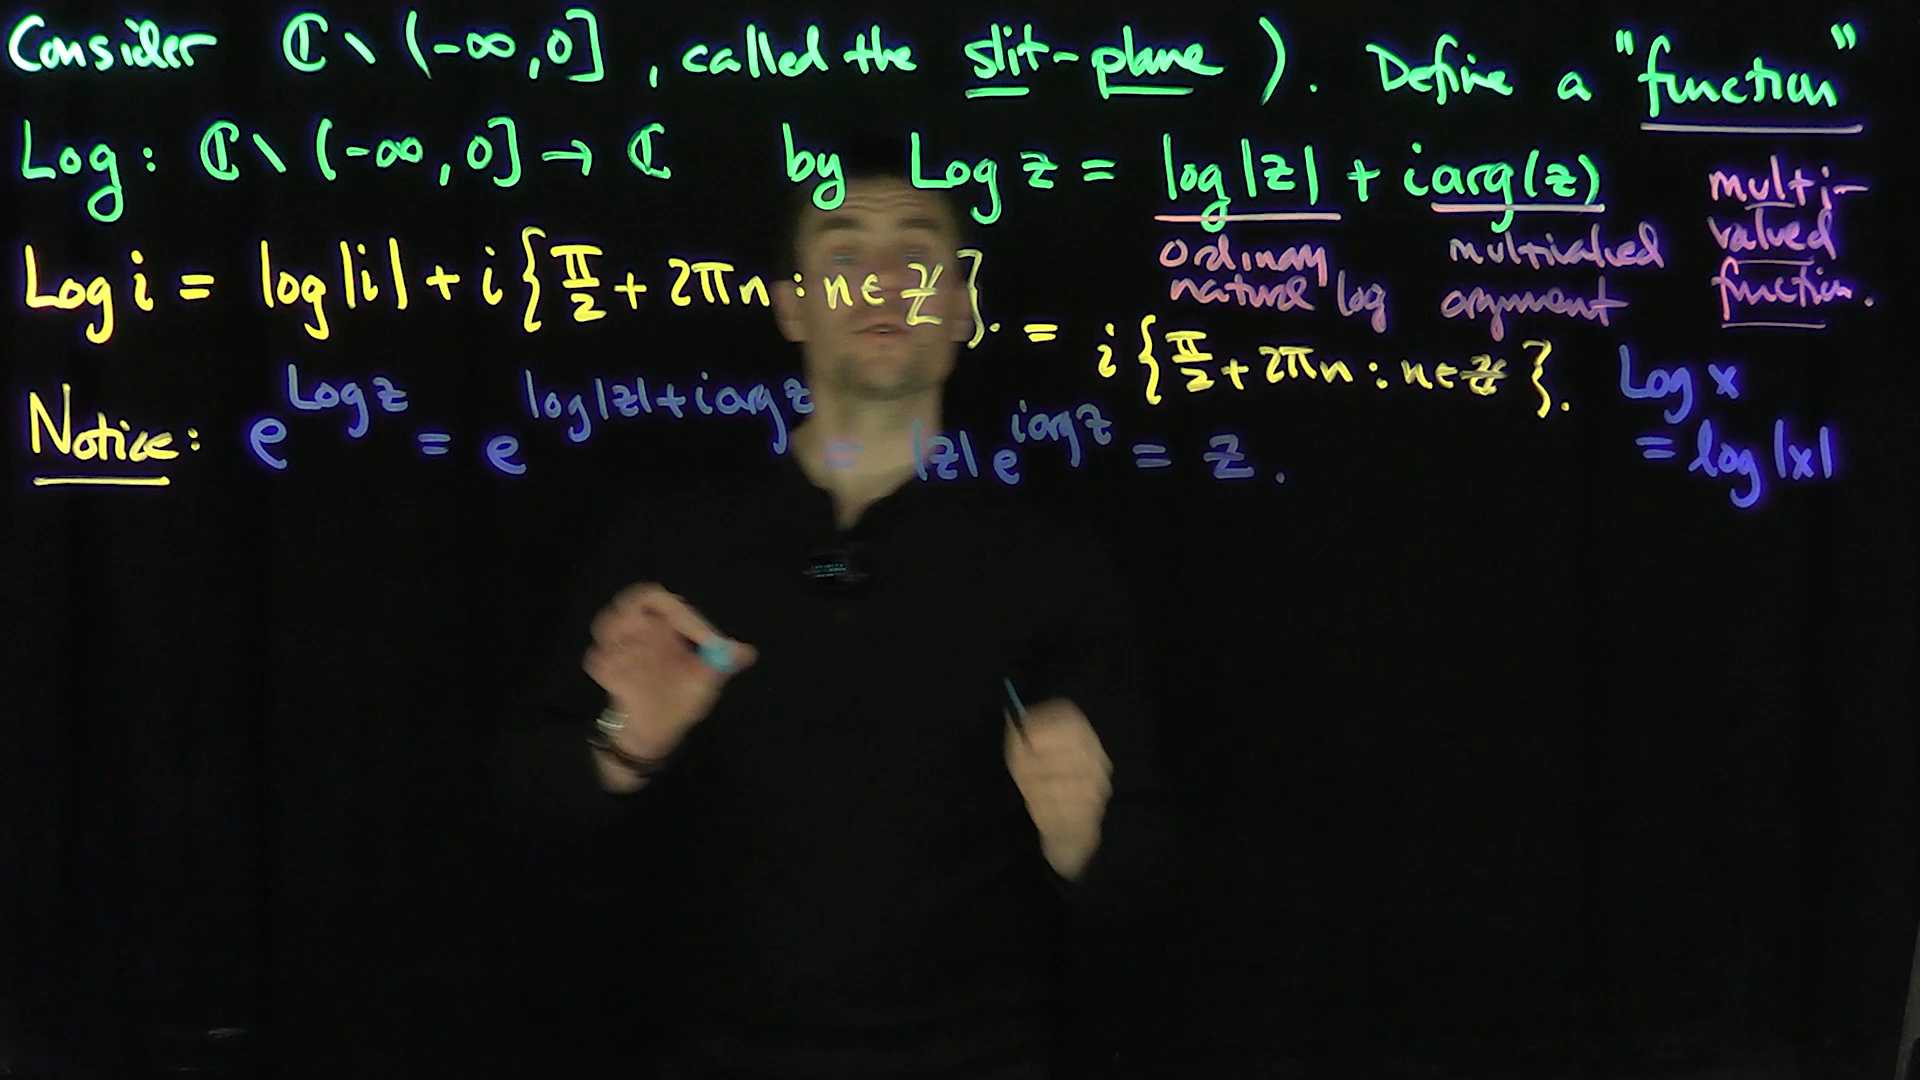 Consider ℂ \ (-∞, 0], called the slit-plane). Define a "function"
Log: ℂ \ (-∞, 0] → ℂ by Log z = log|z| + i arg(z)
ordinary natural log
multivalued argument
multi-valued function.
Log i = log|i| + i{π/2 + 2πn : n ∈ ℤ}. = i{π/2 + 2πn : n ∈ ℤ}.
Notice: e^{Log z} = e^{log|z| + i arg z} = |z| e^{i arg z} = z.
Log x
= log|x|